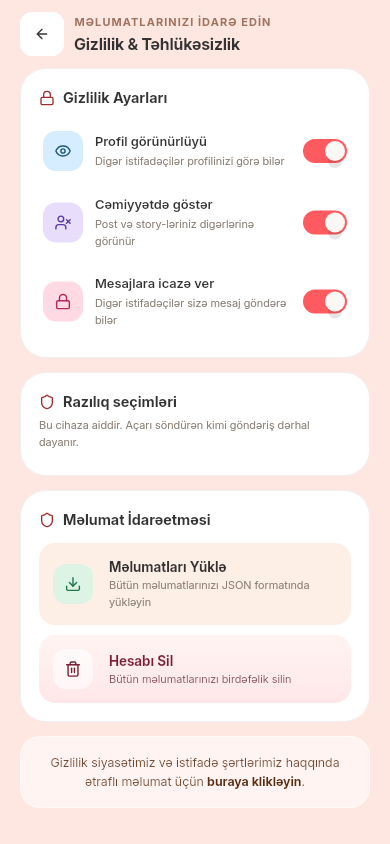 MƏLUMATLARINIZI İDARƏ EDİN
Gizlilik & Təhlükəsizlik
Gizlilik Ayarları
Profil görünürlüyü
Digər istifadəçilər profilinizi görə bilər
Cəmiyyətdə göstər
Post və story-ləriniz digərlərinə
görünür
Mesajlara icazə ver
Digər istifadəçilər sizə mesaj göndərə
bilər
Razılıq seçimləri
Bu cihaza aiddir. Açarı söndürən kimi göndəriş dərhal
dayanır.
Məlumat İdarəetməsi
Məlumatları Yüklə
Bütün məlumatlarınızı JSON formatında
yükləyin
Hesabı Sil
Bütün məlumatlarınızı birdəfəlik silin
Gizlilik siyasətimiz və istifadə şərtlərimiz haqqında
ətraflı məlumat üçün buraya klikləyin.